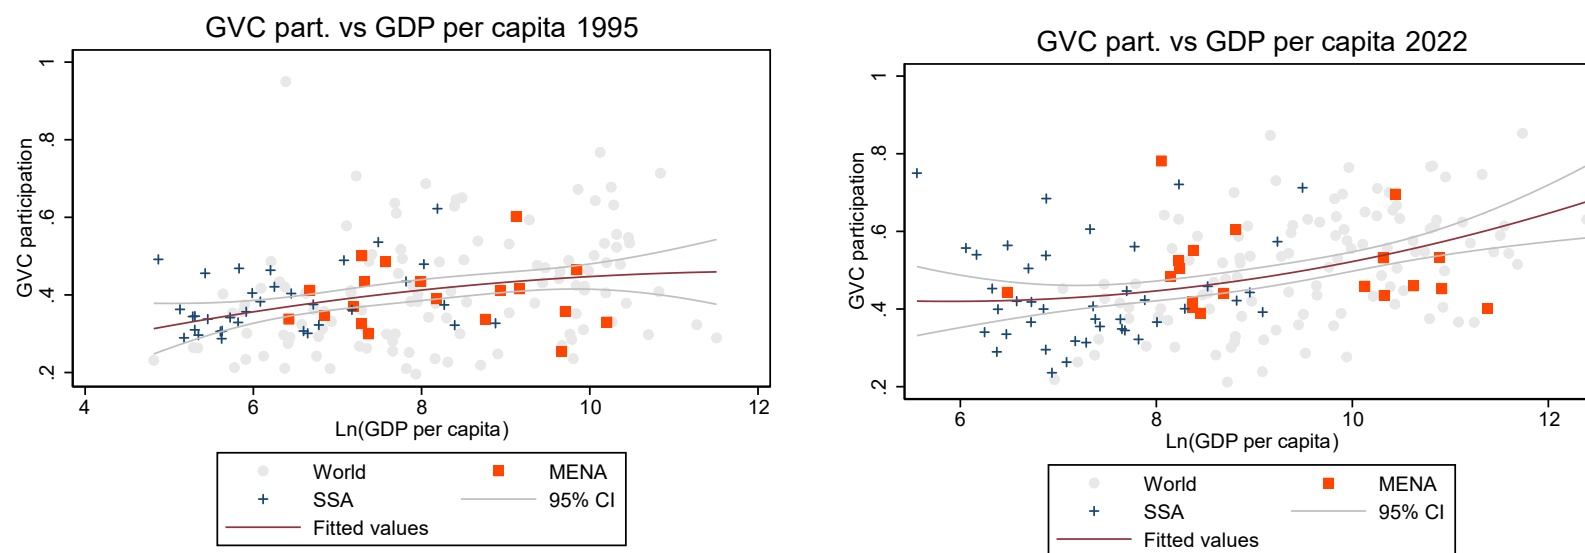 GVC part. vs GDP per capita 1995
GVC participation
1
.8
.6
.4
.2
4 6 8 10 12
Ln(GDP per capita)
World MENA
SSA 95% CI
Fitted values
GVC part. vs GDP per capita 2022
GVC participation
1
.8
.6
.4
.2
6 8 10 12
Ln(GDP per capita)
World MENA
SSA 95% CI
Fitted values